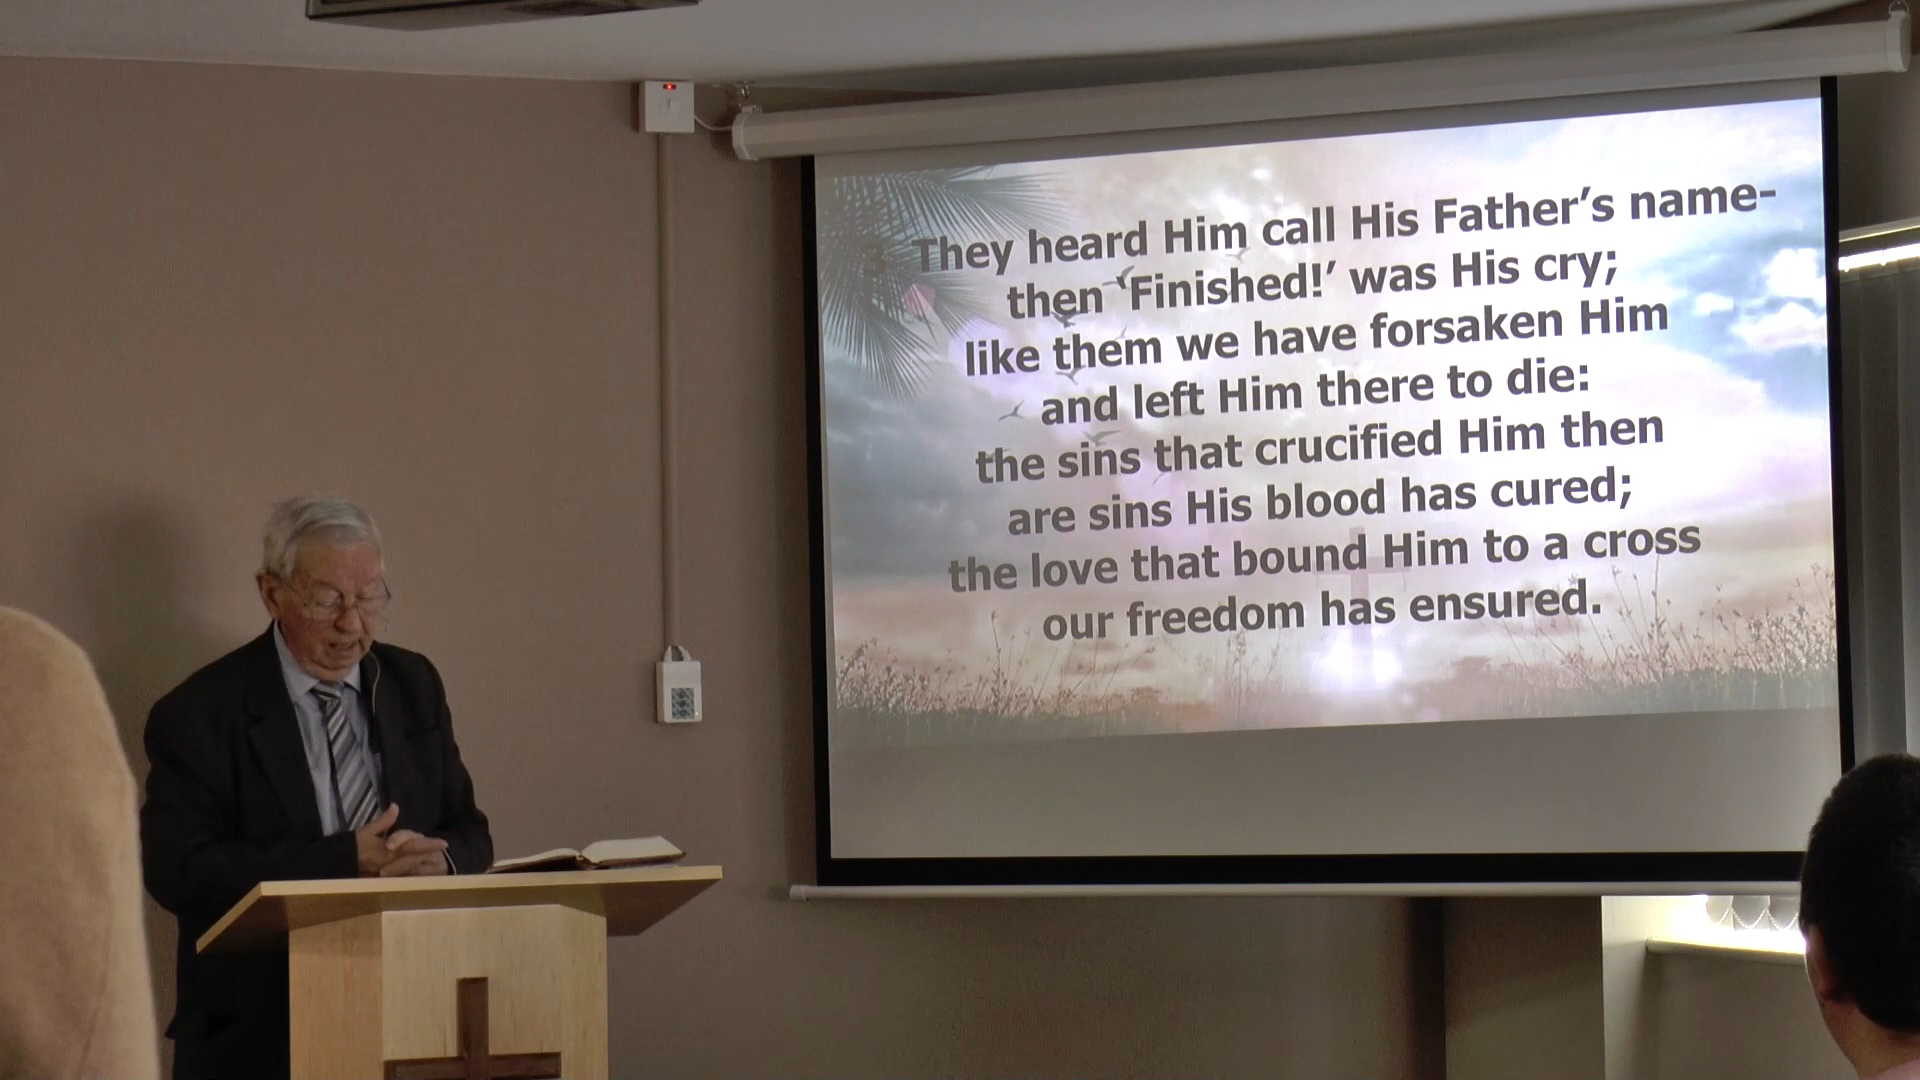 They heard Him call His Father’s name-
then ‘Finished!’ was His cry;
like them we have forsaken Him
and left Him there to die:
the sins that crucified Him then
are sins His blood has cured;
the love that bound Him to a cross
our freedom has ensured.